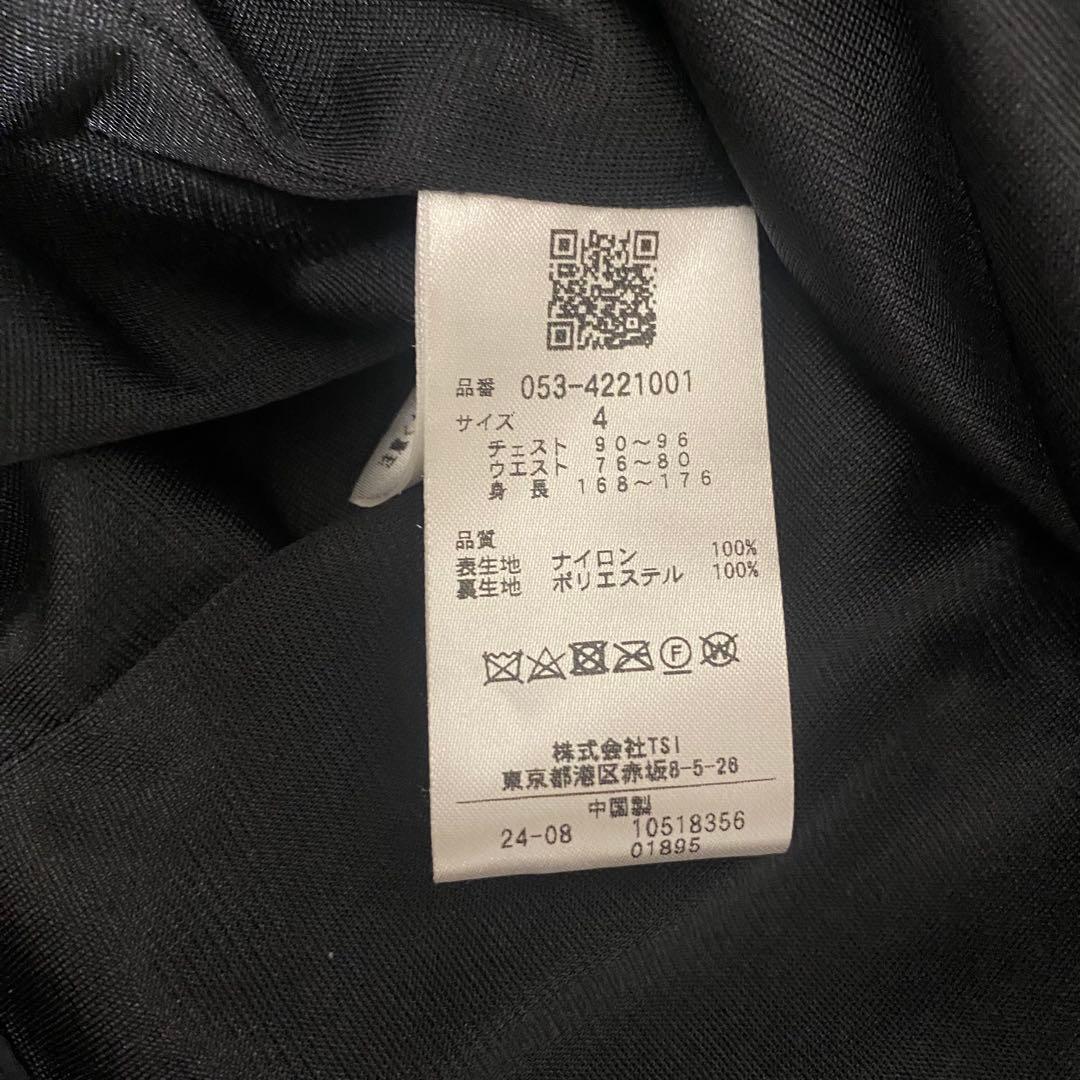 品番 053-4221001
サイズ 4
チェスト 90~96
ウエスト 76~80
身長 168~176
品質
表生地 ナイロン 100%
裏生地 ポリエステル 100%
F
W
株式会社TSI
東京都港区赤坂8-5-26
中国製
24-08 10518356
01895
注意